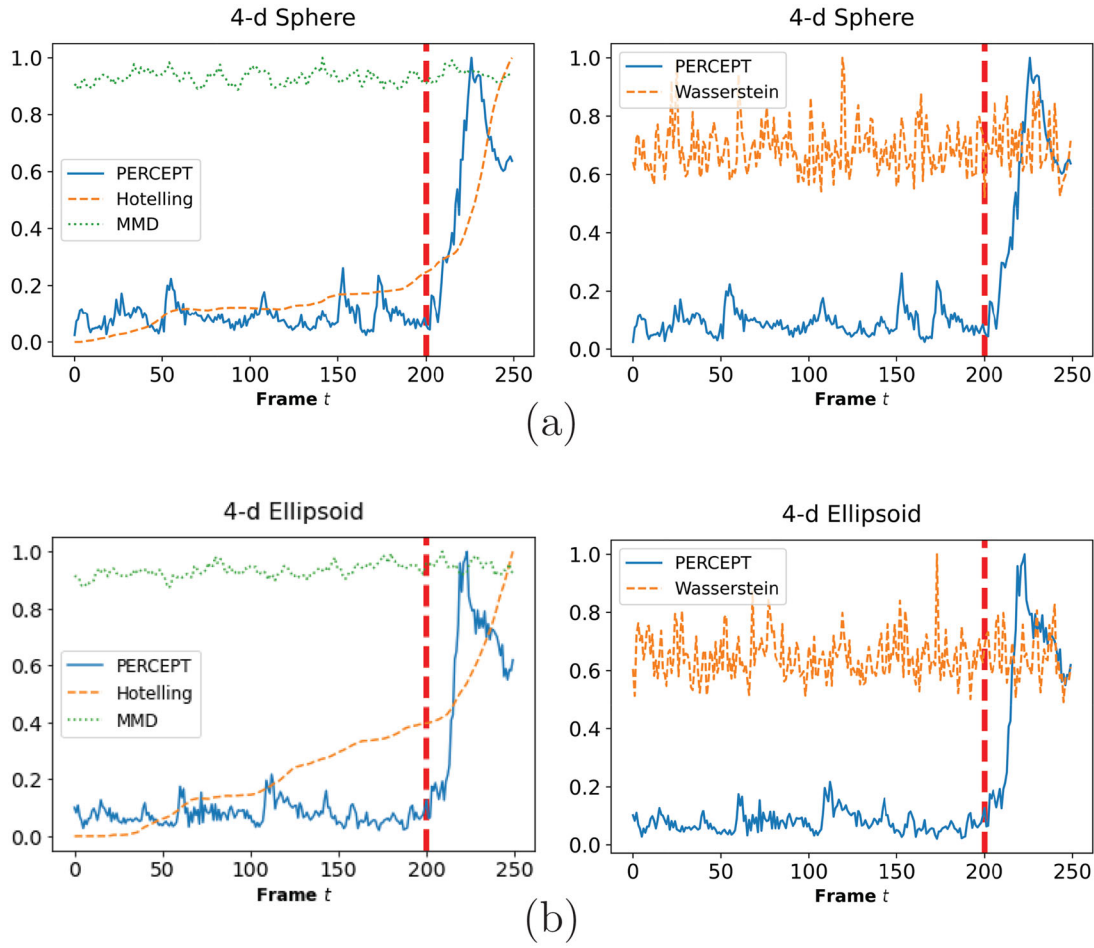 4-d Sphere
1.0
0.8
0.6
0.4
0.2
0.0
PERCEPT
Hotelling
MMD
0 50 100 150 200 250
Frame t
4-d Sphere
1.0
0.8
0.6
0.4
0.2
0.0
PERCEPT
Wasserstein
0 50 100 150 200 250
Frame t
(a)
4-d Ellipsoid
1.0
0.8
0.6
0.4
0.2
0.0
PERCEPT
Hotelling
MMD
0 50 100 150 200 250
Frame t
4-d Ellipsoid
1.0
0.8
0.6
0.4
0.2
0.0
PERCEPT
Wasserstein
0 50 100 150 200 250
Frame t
(b)